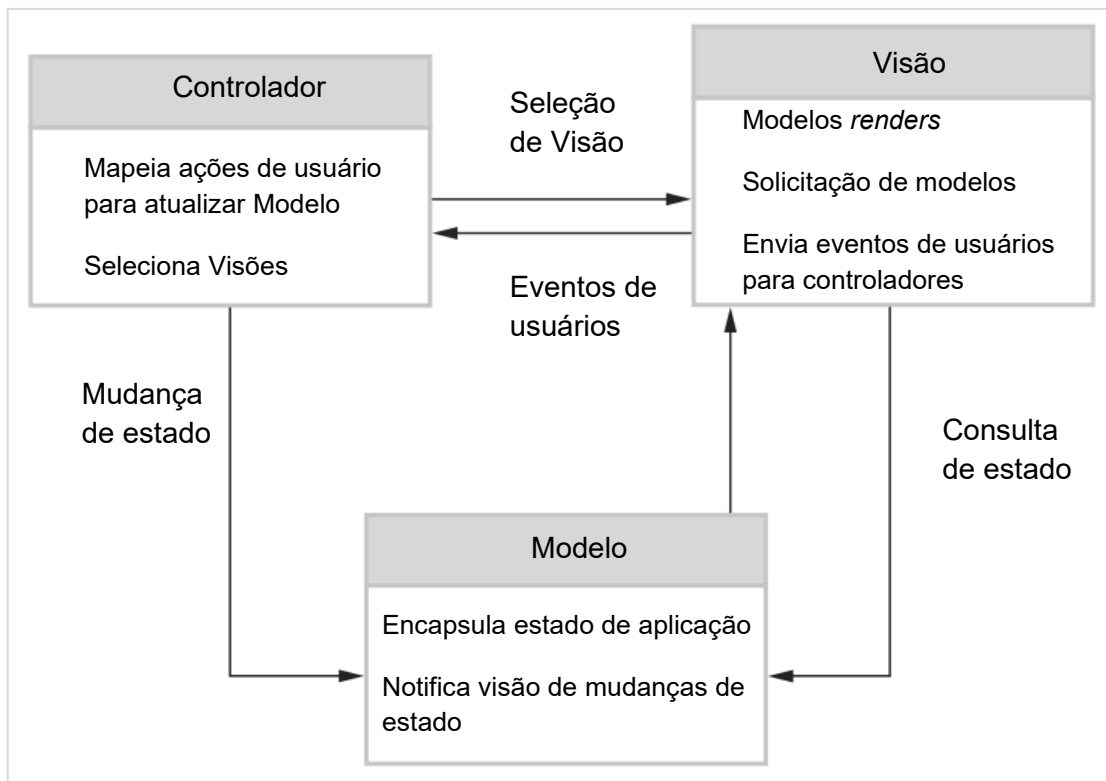 Controlador
Mapeia ações de usuário
para atualizar Modelo
Seleciona Visões
Seleção
de Visão
Visão
Modelos renders
Solicitação de modelos
Envia eventos de usuários
para controladores
Eventos de
usuários
Mudança
de estado
Consulta
de estado
Modelo
Encapsula estado de aplicação
Notifica visão de mudanças de
estado